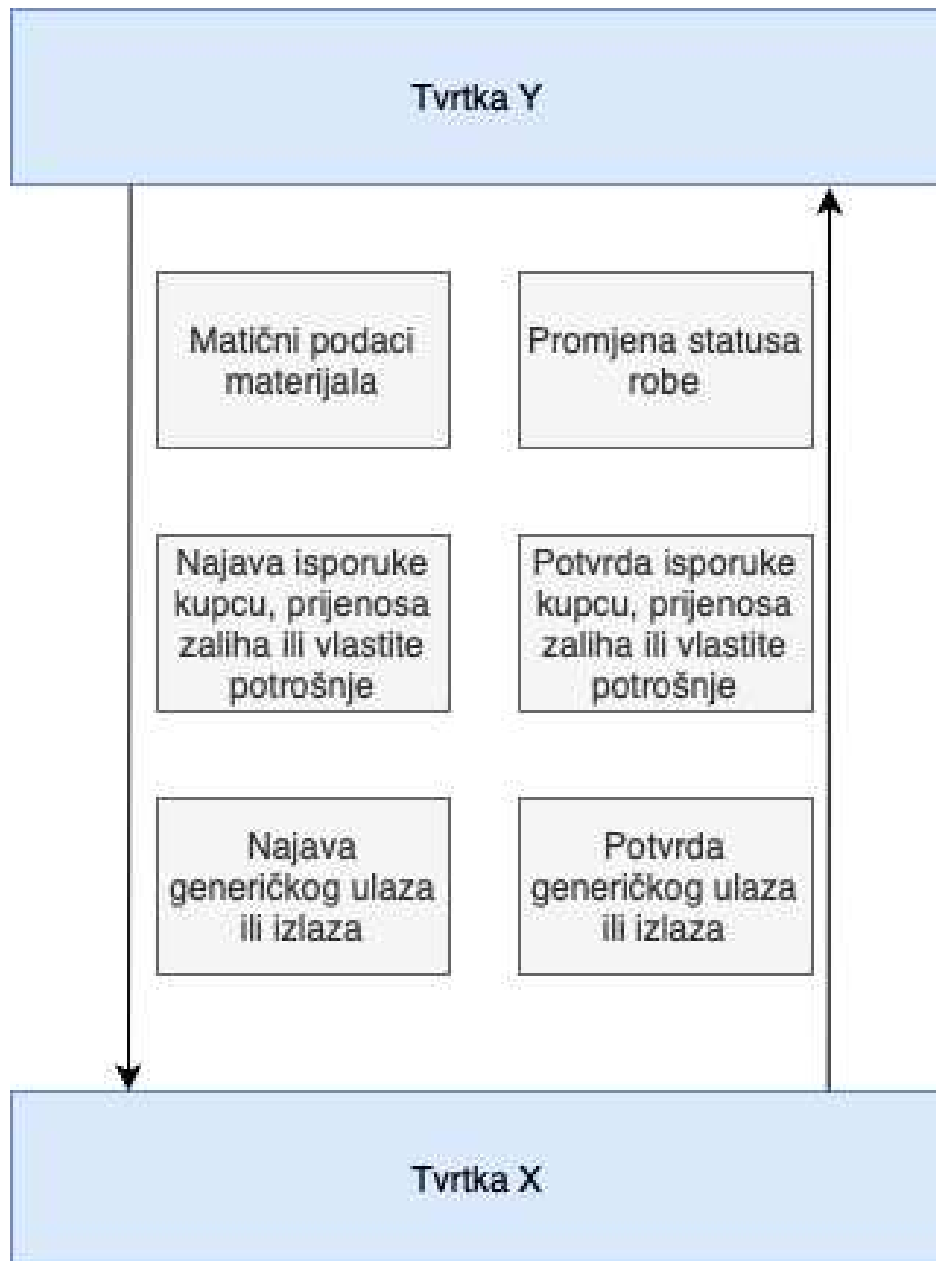 Tvrtka Y
Matični podaci
materijala
Promjena statusa
robe
Najava isporuke
kupcu, prijenosa
zaliha ili vlastite
potrošnje
Potvrda isporuke
kupcu, prijenosa
zaliha ili vlastite
potrošnje
Najava
generičkog ulaza
ili izlaza
Potvrda
generičkog ulaza
ili izlaza
Tvrtka X